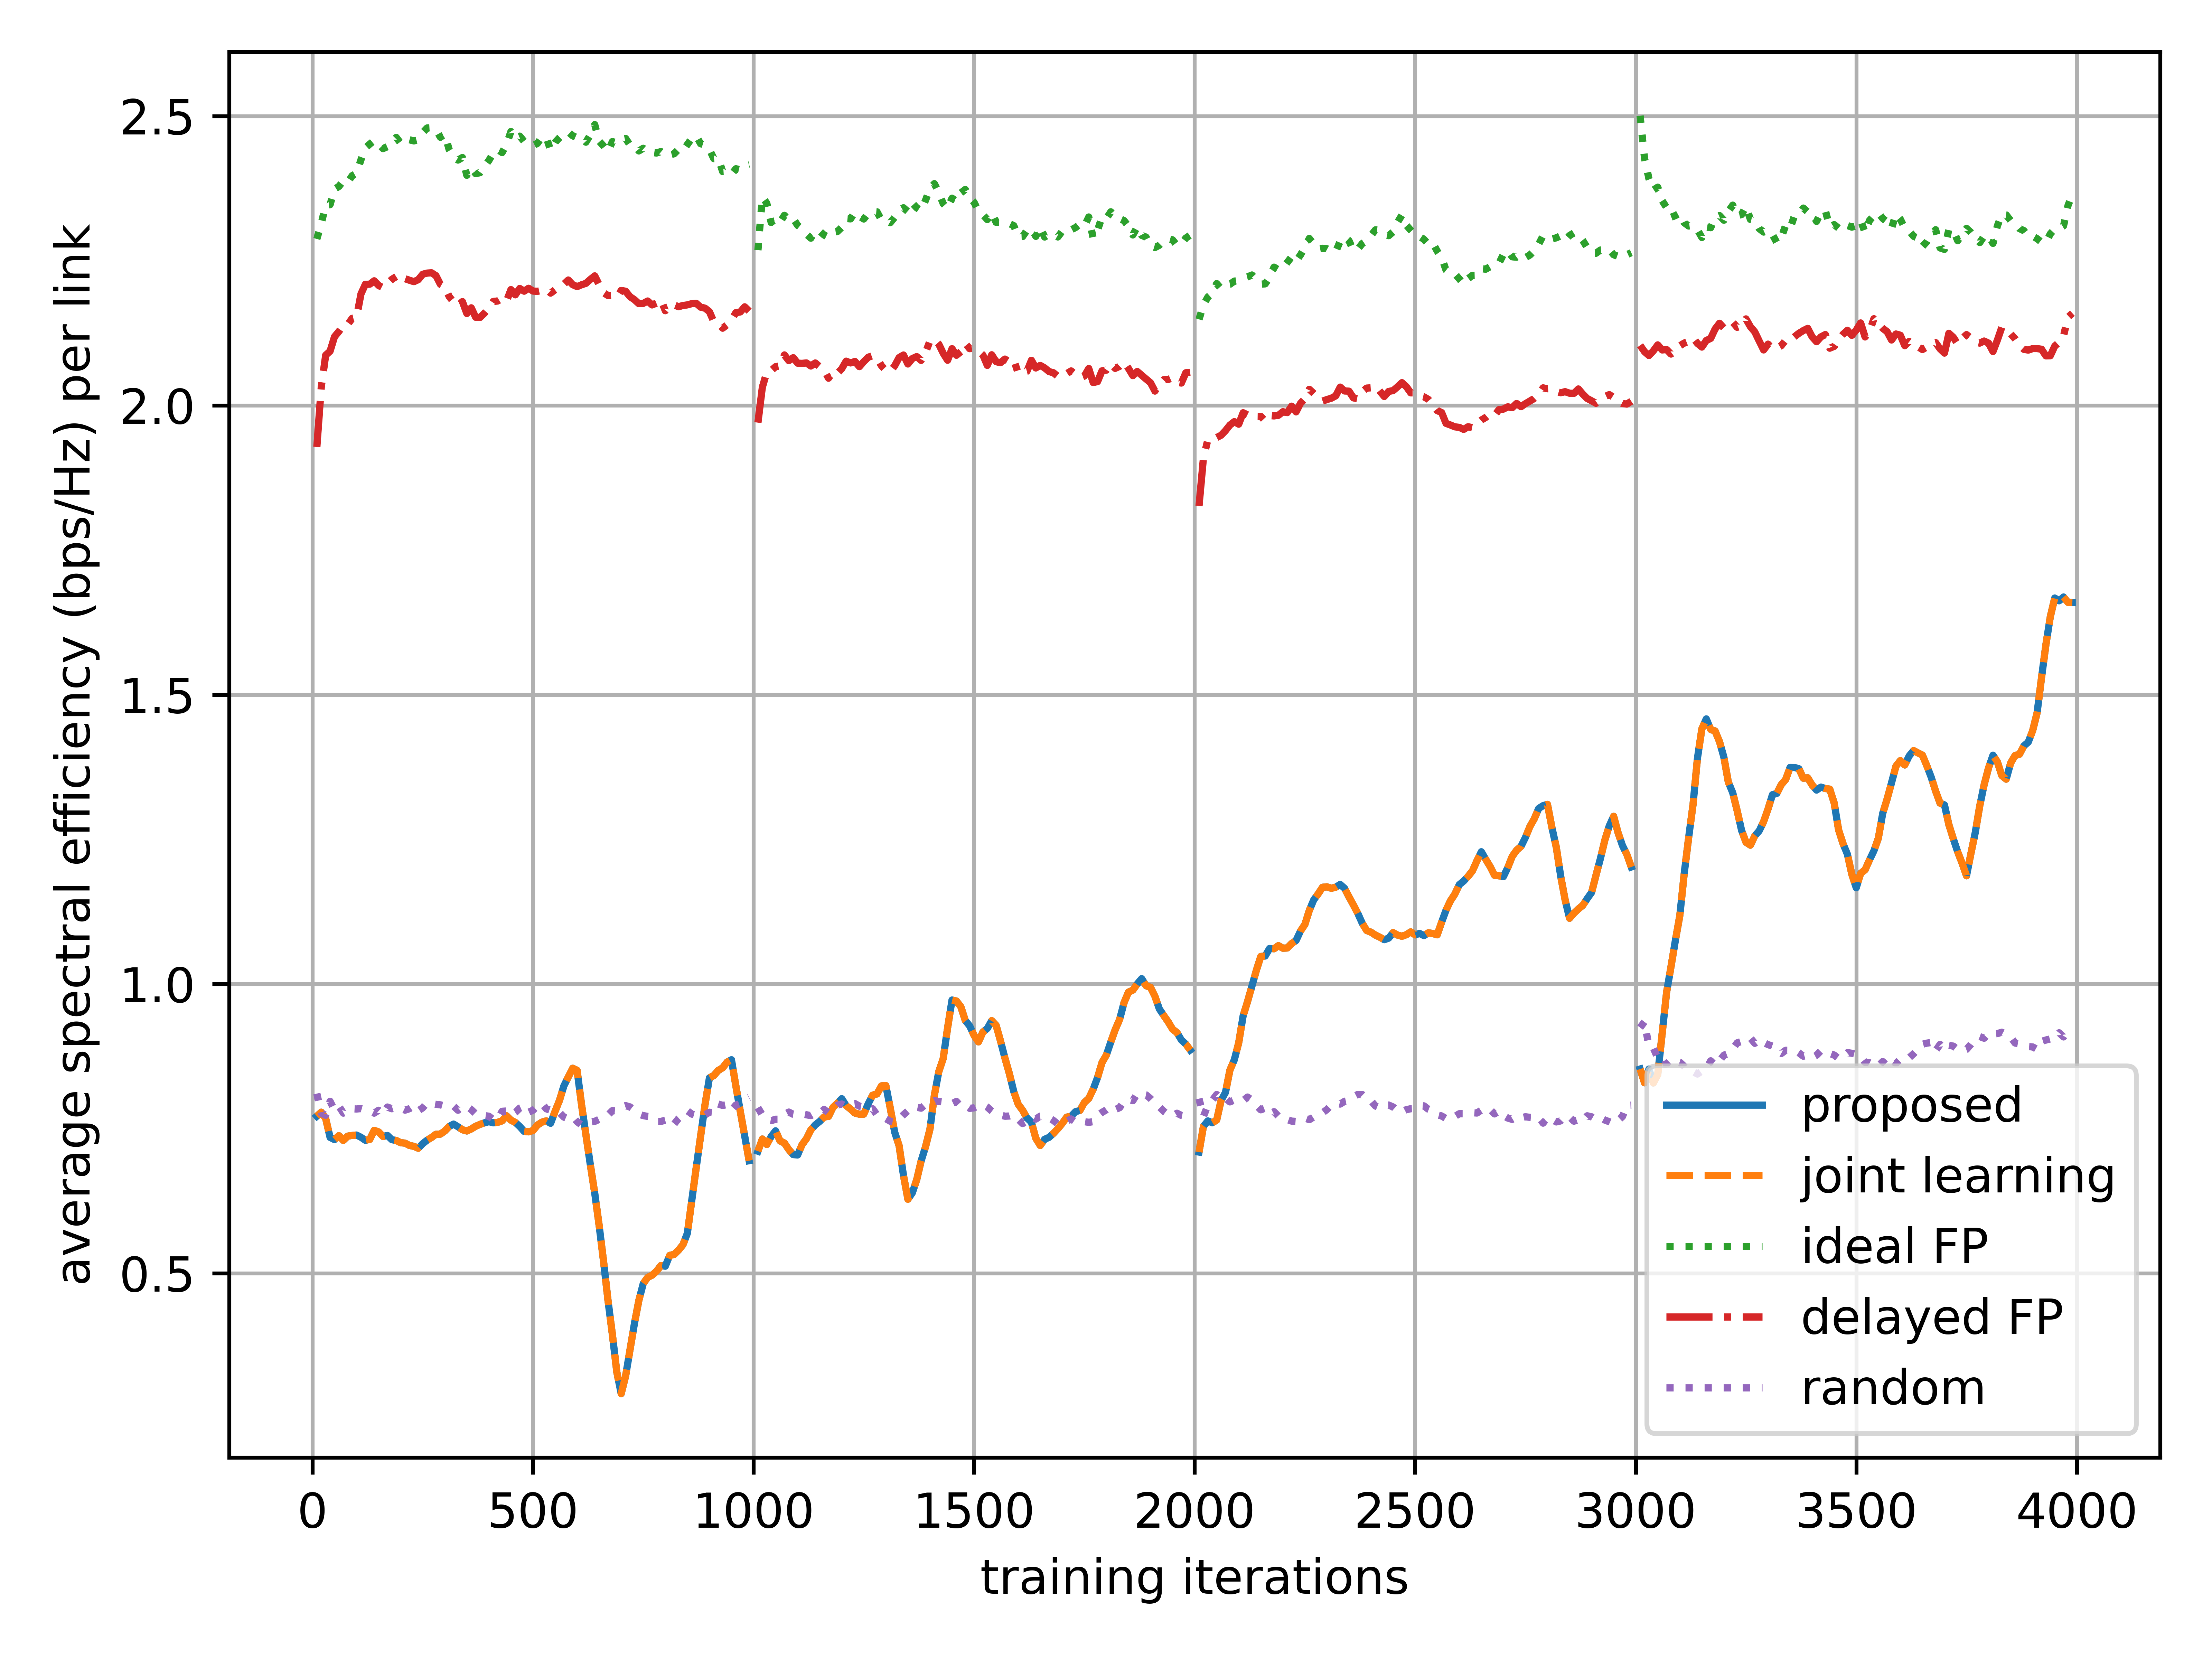 average spectral efficiency (bps/Hz) per link
2.5
2.0
1.5
1.0
0.5
proposed
joint learning
ideal FP
delayed FP
random
0 500 1000 1500 2000 2500 3000 3500 4000
training iterations